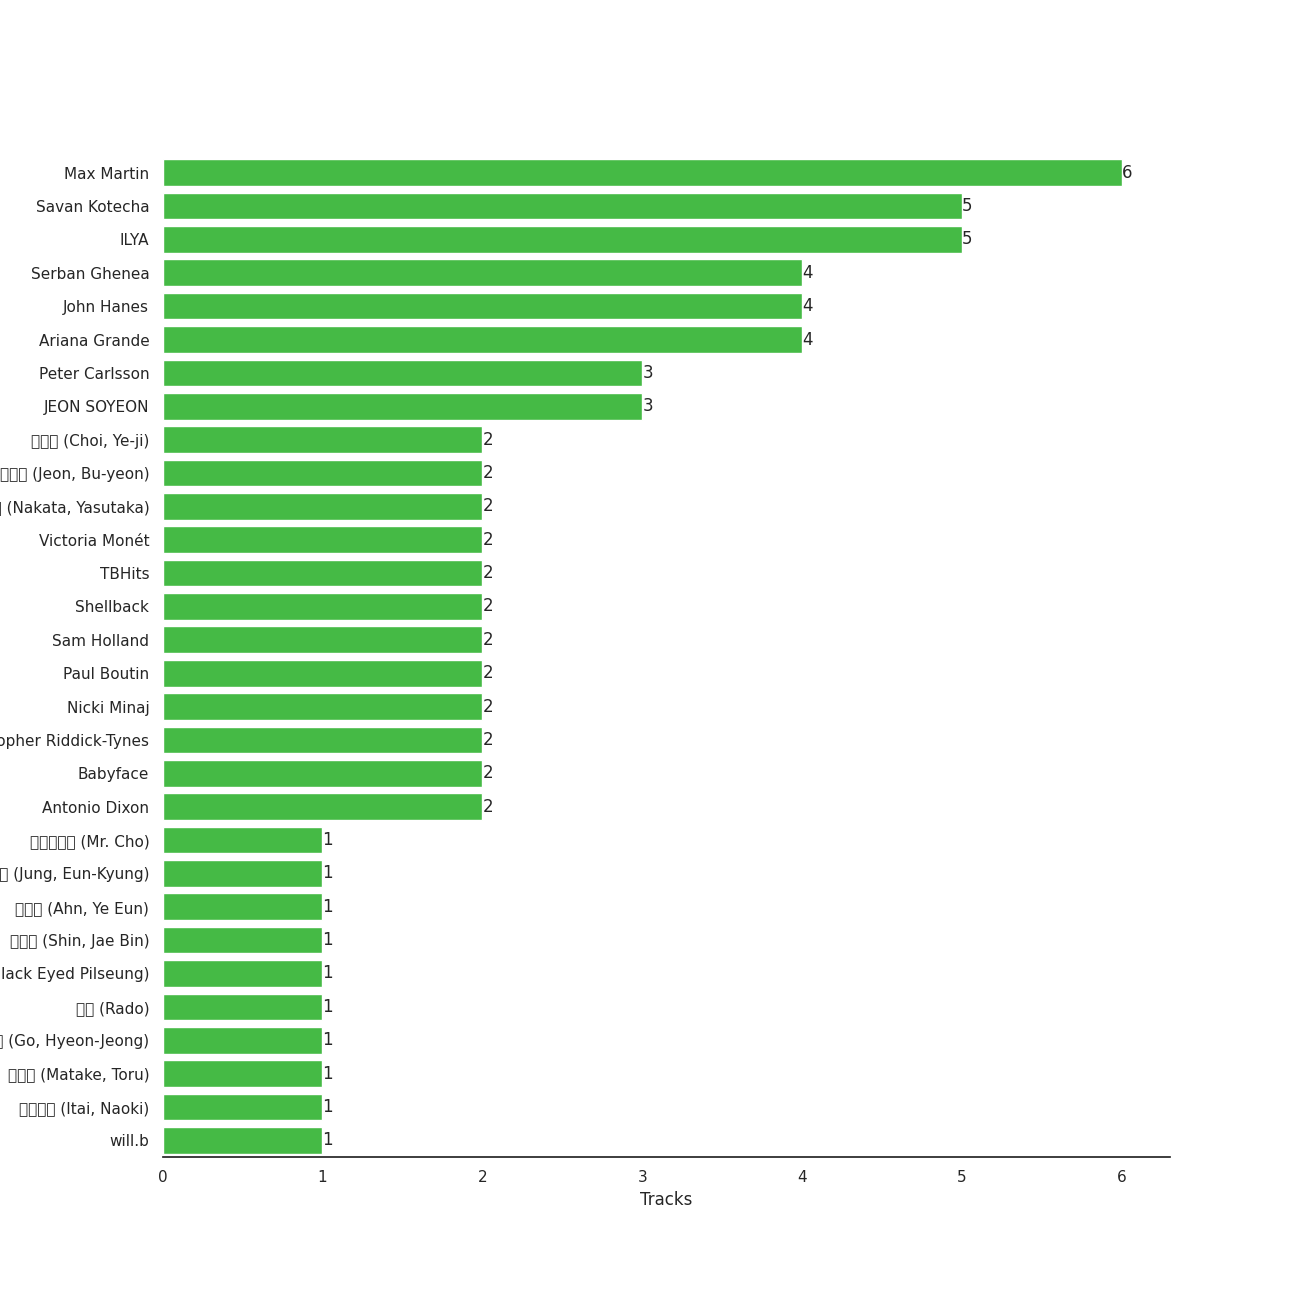 Max Martin 6
Savan Kotecha 5
ILYA 5
Serban Ghenea 4
John Hanes 4
Ariana Grande 4
Peter Carlsson 3
JEON SOYEON 3
(Choi, Ye-ji) 2
(Jeon, Bu-yeon) 2
(Nakata, Yasutaka) 2
Victoria Monét 2
TBHits 2
Shellback 2
Sam Holland 2
Paul Boutin 2
Nicki Minaj 2
opher Riddick-Tynes 2
Babyface 2
Antonio Dixon 2
(Mr. Cho) 1
(Jung, Eun-Kyung) 1
(Ahn, Ye Eun) 1
(Shin, Jae Bin) 1
lack Eyed Pilseung) 1
(Rado) 1
(Go, Hyeon-Jeong) 1
(Matake, Toru) 1
(Itai, Naoki) 1
will.b 1
0 1 2 3 4 5 6
Tracks